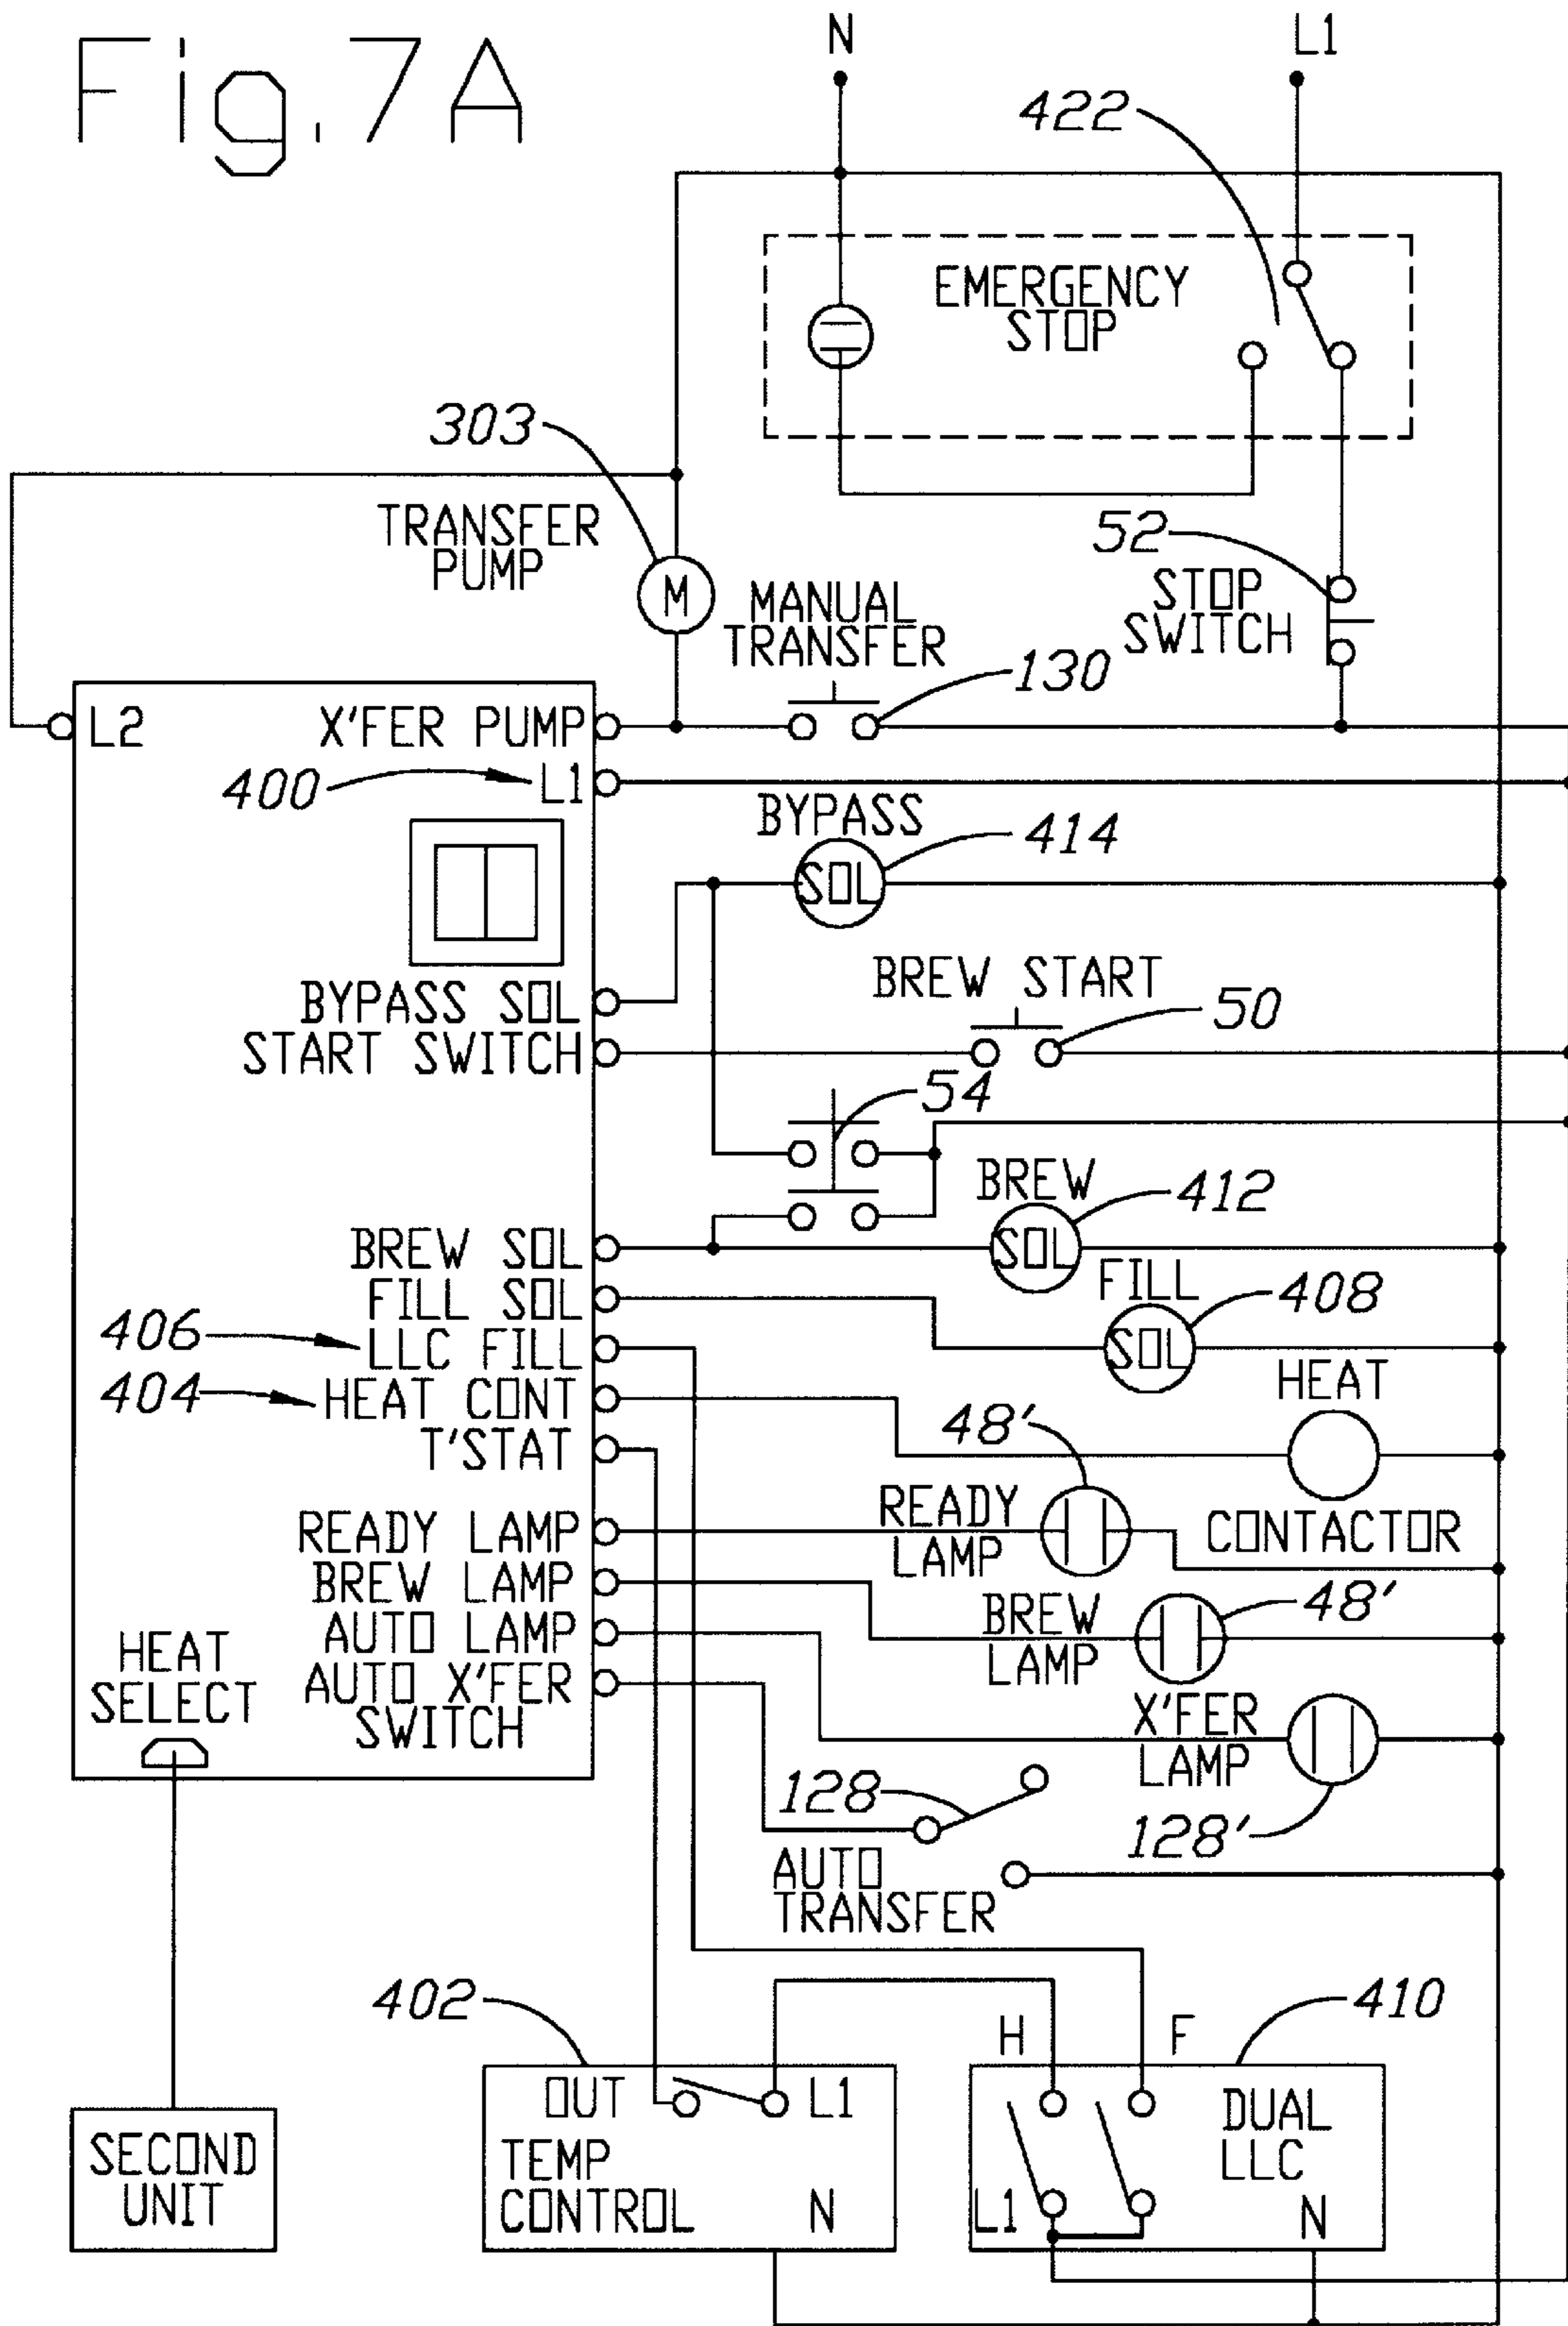 Fig. 7A
N
L1
422
EMERGENCY
STOP
303
TRANSFER
PUMP
M
52
STOP
SWITCH
MANUAL
TRANSFER
130
L2
X'FER PUMP
400
L1
BYPASS
414
SOL
BYPASS SOL
BREW START
START SWITCH
50
54
BREW
412
BREW SOL
SOL
FILL SOL
FILL
408
SOL
406
LLC FILL
404
HEAT CONT
HEAT
CONTACTOR
T'STAT
48'
READY LAMP
READY
LAMP
BREW LAMP
BREW
LAMP
48'
AUTO LAMP
HEAT
SELECT
AUTO X'FER
SWITCH
X'FER
LAMP
128
128'
AUTO
TRANSFER
402
410
H
F
OUT
L1
TEMP
CONTROL
N
DUAL
LLC
L1
N
SECOND
UNIT